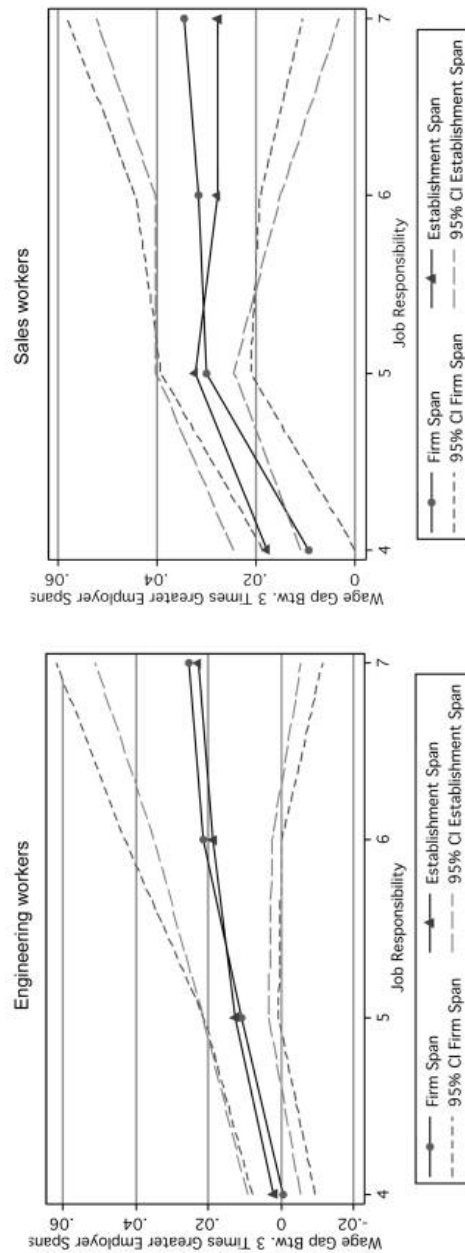 Engineering workers
Wage Gap Btw. 3 Times Greater Employer Spans
.06
.04
.02
0
-.02
4
5
6
7
Job Responsibility
Firm Span
Establishment Span
95% CI Firm Span
95% CI Establishment Span
Sales workers
Wage Gap Btw. 3 Times Greater Employer Spans
.06
.04
.02
0
4
5
6
7
Job Responsibility
Firm Span
Establishment Span
95% CI Firm Span
95% CI Establishment Span